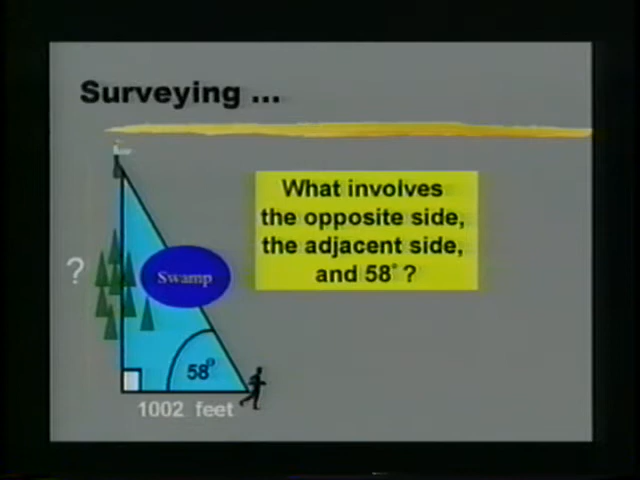 Surveying ...
What involves
the opposite side,
the adjacent side,
and 58° ?
?
Swamp
58°
1002 feet